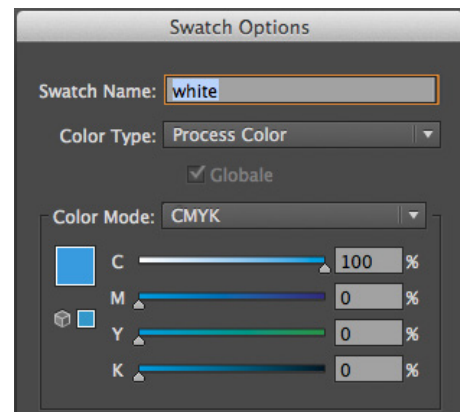 Swatch Options
Swatch Name: white
Color Type: Process Color
Globale
Color Mode: CMYK
C 100 %
M 0 %
Y 0 %
K 0 %